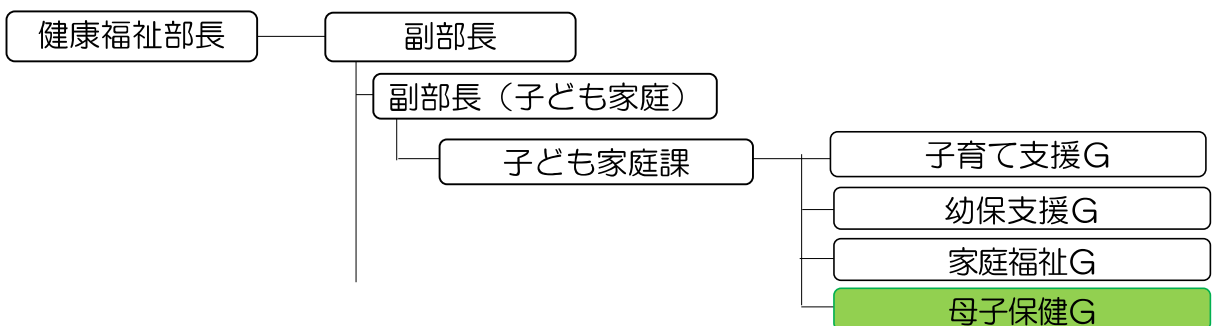 健康福祉部長
副部長
副部長（子ども家庭）
子ども家庭課
子育て支援G
幼保支援G
家庭福祉G
母子保健G